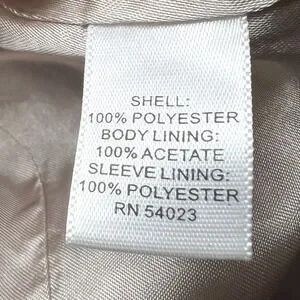 SHELL:
100% POLYESTER
BODY LINING:
100% ACETATE
SLEEVE LINING:
100% POLYESTER
RN 54023